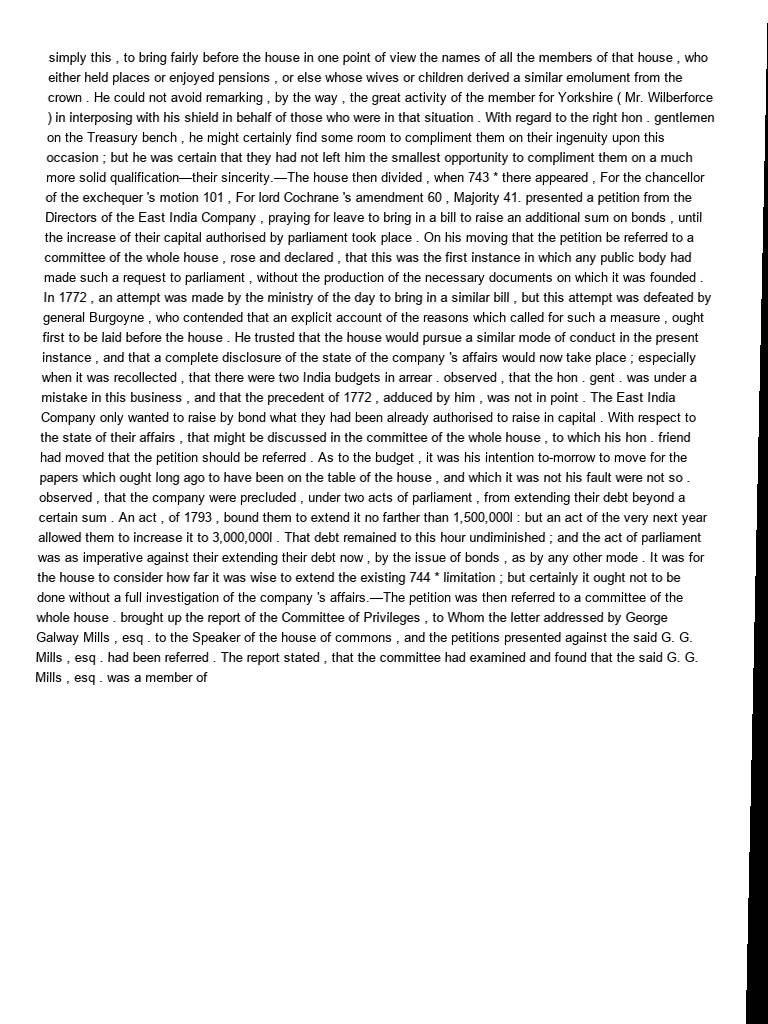 simply this , to bring fairly before the house in one point of view the names of all the members of that house , who
either held places or enjoyed pensions , or else whose wives or children derived a similar emolument from the
crown . He could not avoid remarking , by the way , the great activity of the member for Yorkshire ( Mr. Wilberforce
) in interposing with his shield in behalf of those who were in that situation . With regard to the right hon . gentlemen
on the Treasury bench , he might certainly find some room to compliment them on their ingenuity upon this
occasion ; but he was certain that they had not left him the smallest opportunity to compliment them on a much
more solid qualification—their sincerity.—The house then divided , when 743 * there appeared , For the chancellor
of the exchequer 's motion 101 , For lord Cochrane 's amendment 60 , Majority 41. presented a petition from the
Directors of the East India Company , praying for leave to bring in a bill to raise an additional sum on bonds , until
the increase of their capital authorised by parliament took place . On his moving that the petition be referred to a
committee of the whole house , rose and declared , that this was the first instance in which any public body had
made such a request to parliament , without the production of the necessary documents on which it was founded .
In 1772 , an attempt was made by the ministry of the day to bring in a similar bill , but this attempt was defeated by
general Burgoyne , who contended that an explicit account of the reasons which called for such a measure , ought
first to be laid before the house . He trusted that the house would pursue a similar mode of conduct in the present
instance , and that a complete disclosure of the state of the company 's affairs would now take place ; especially
when it was recollected , that there were two India budgets in arrear . observed , that the hon . gent . was under a
mistake in this business , and that the precedent of 1772 , adduced by him , was not in point . The East India
Company only wanted to raise by bond what they had been already authorised to raise in capital . With respect to
the state of their affairs , that might be discussed in the committee of the whole house , to which his hon . friend
had moved that the petition should be referred . As to the budget , it was his intention to-morrow to move for the
papers which ought long ago to have been on the table of the house , and which it was not his fault were not so .
observed , that the company were precluded , under two acts of parliament , from extending their debt beyond a
certain sum . An act , of 1793 , bound them to extend it no farther than 1,500,000l : but an act of the very next year
allowed them to increase it to 3,000,000l . That debt remained to this hour undiminished ; and the act of parliament
was as imperative against their extending their debt now , by the issue of bonds , as by any other mode . It was for
the house to consider how far it was wise to extend the existing 744 * limitation ; but certainly it ought not to be
done without a full investigation of the company 's affairs.—The petition was then referred to a committee of the
whole house . brought up the report of the Committee of Privileges , to Whom the letter addressed by George
Galway Mills , esq . to the Speaker of the house of commons , and the petitions presented against the said G. G.
Mills , esq . had been referred . The report stated , that the committee had examined and found that the said G. G.
Mills , esq . was a member of